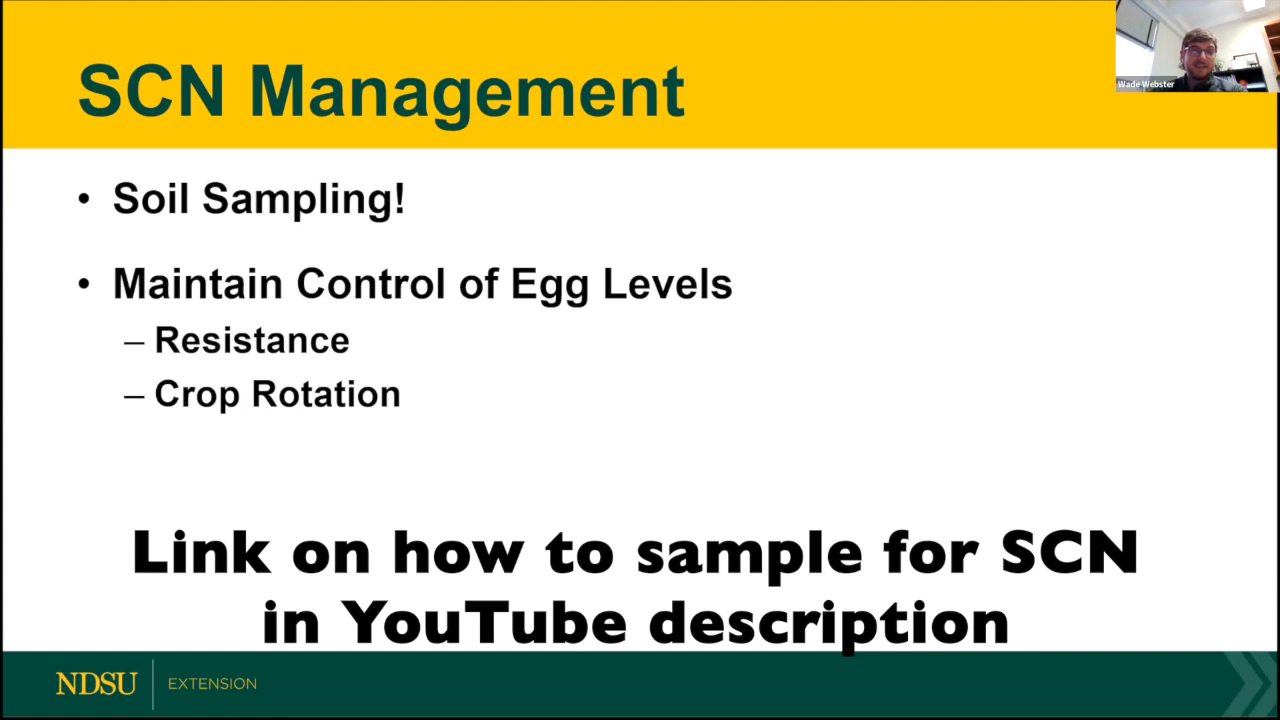 SCN Management
Wade Webster
• Soil Sampling!
• Maintain Control of Egg Levels
– Resistance
– Crop Rotation
Link on how to sample for SCN
in YouTube description
NDSU EXTENSION